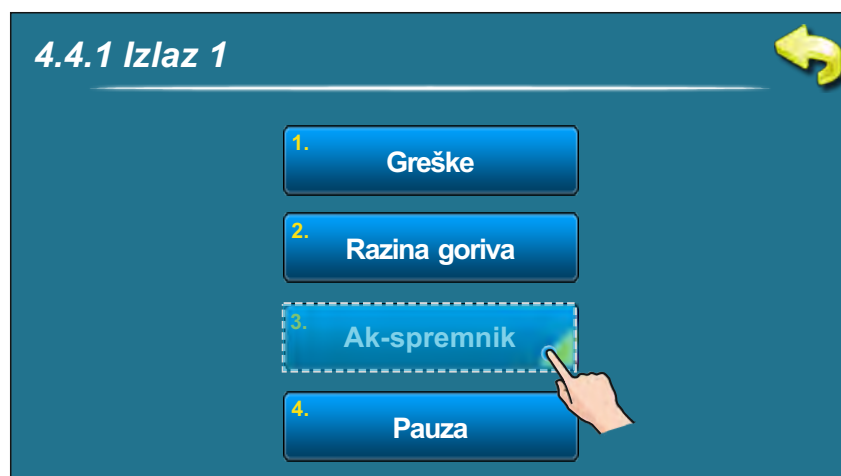 4.4.1 Izlaz 1
1.
Greške
2.
Razina goriva
3.
Ak-spremnik
4.
Pauza